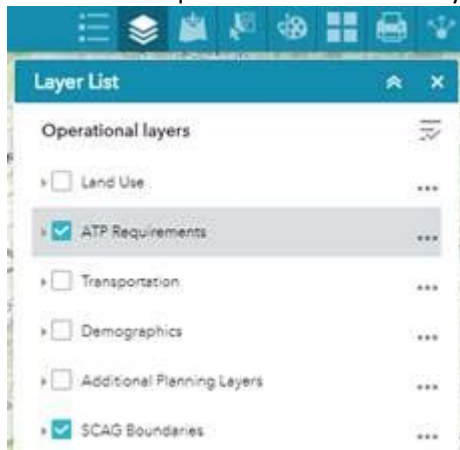 Layer List
Operational layers
Land Use
ATP Requirements
Transportation
Demographics
Additional Planning Layers
SCAG Boundaries